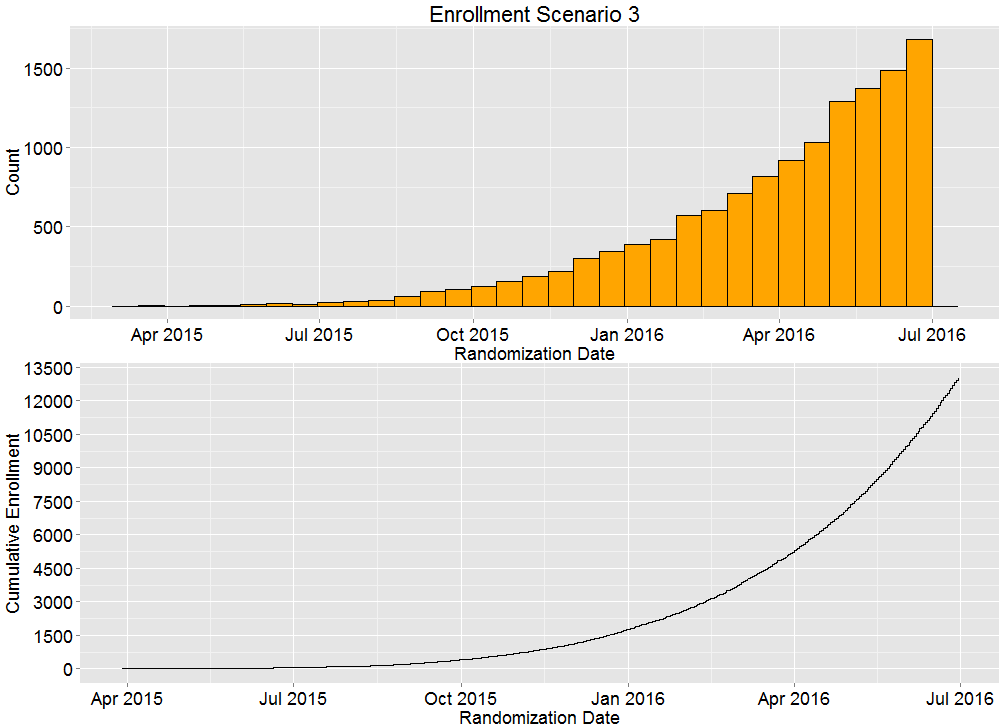 Enrollment Scenario 3
Count
1500
1000
500
0
Apr 2015 Jul 2015 Oct 2015 Jan 2016 Apr 2016 Jul 2016
Randomization Date
Cumulative Enrollment
13500
12000
10500
9000
7500
6000
4500
3000
1500
0
Apr 2015 Jul 2015 Oct 2015 Jan 2016 Apr 2016 Jul 2016
Randomization Date